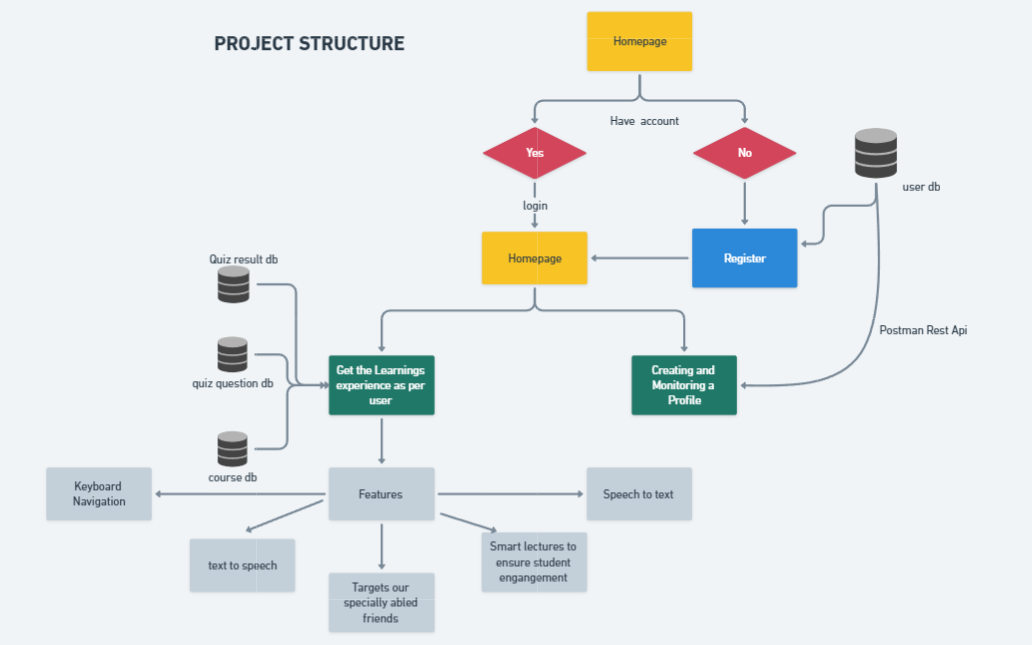 PROJECT STRUCTURE
Homepage
Have account
Yes
No
user db
login
Homepage
Register
Quiz result db
Postman Rest Api
quiz question db
Get the Learnings
experience as per
user
Creating and
Monitoring a
Profile
course db
Keyboard
Navigation
Features
Speech to text
text to speech
Smart lectures to
ensure student
engangement
Targets our
specially abled
friends